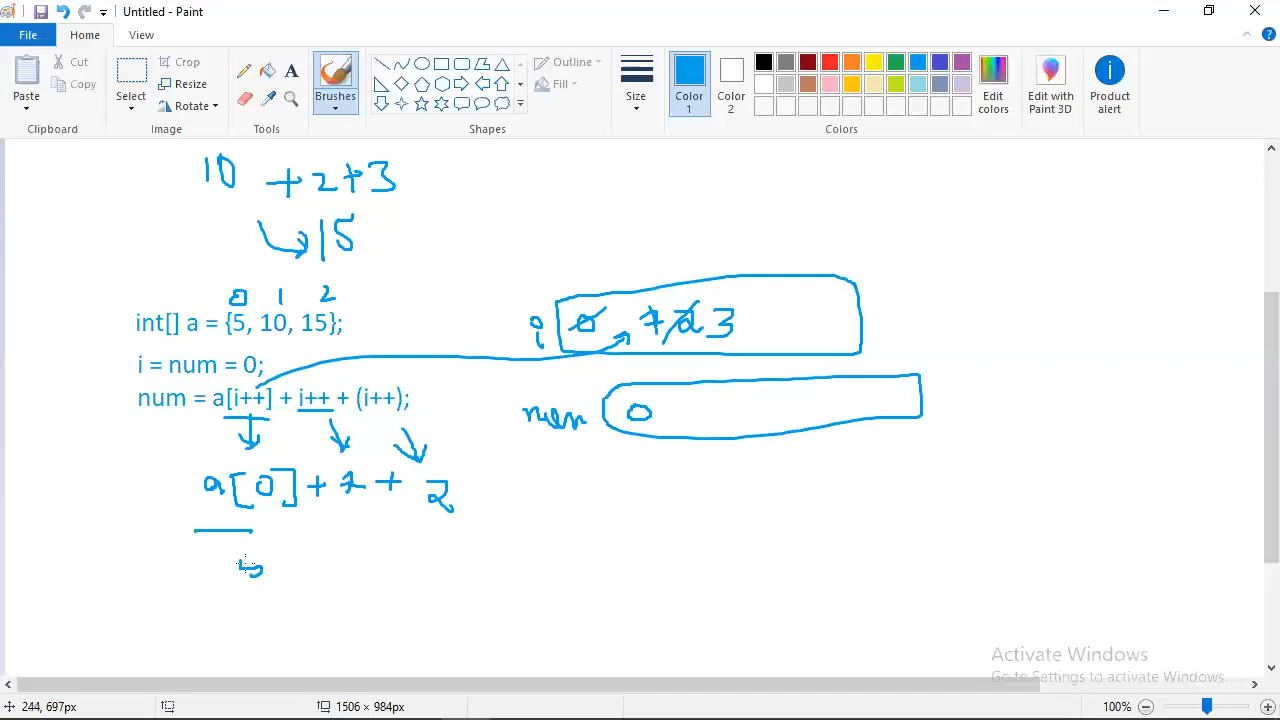 Untitled - Paint
File Home View
Cut
Copy
Paste
Clipboard
Crop
Resize
Rotate
Select
Image
Tools
Brushes
Outline
Fill
Shapes
Size
Color 1
Color 2
Edit colors
Edit with Paint 3D
Product alert
Colors
10 +2+3
15
0 1 2
int[] a = {5, 10, 15};
i 0 1 2 3
i = num = 0;
num = a[i++] + i++ + (i++);
num 0
a[0] + 1 + 2
5
Activate Windows
Go to Settings to activate Windows.
244, 697px
1506 × 984px
100%